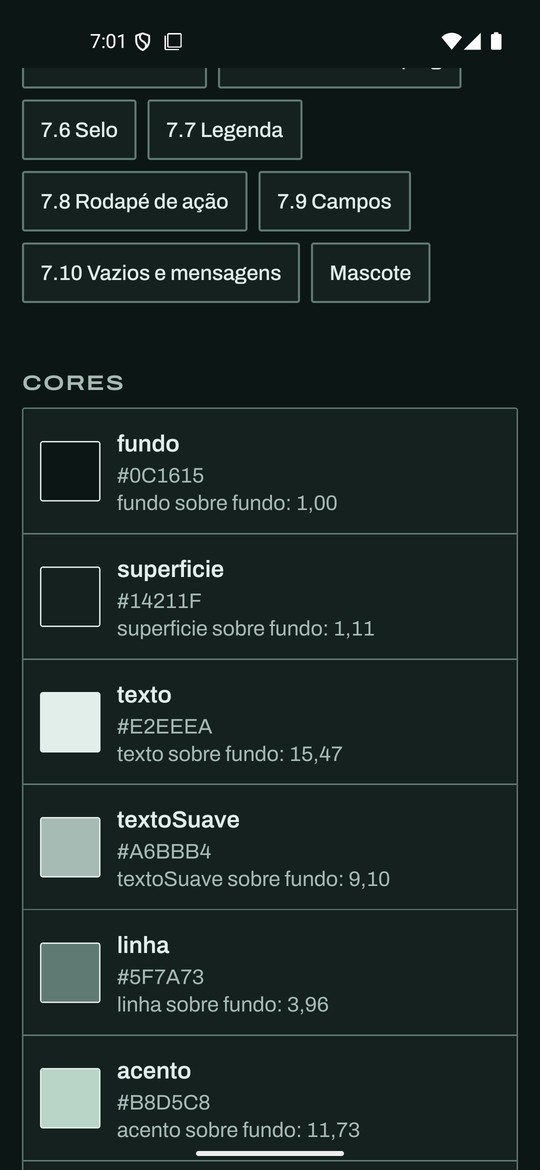 7:01
7.6 Selo
7.7 Legenda
7.8 Rodapé de ação
7.9 Campos
7.10 Vazios e mensagens
Mascote
CORES
fundo
#0C1615
fundo sobre fundo: 1,00
superficie
#14211F
superficie sobre fundo: 1,11
texto
#E2EEEA
texto sobre fundo: 15,47
textoSuave
#A6BBB4
textoSuave sobre fundo: 9,10
linha
#5F7A73
linha sobre fundo: 3,96
acento
#B8D5C8
acento sobre fundo: 11,73